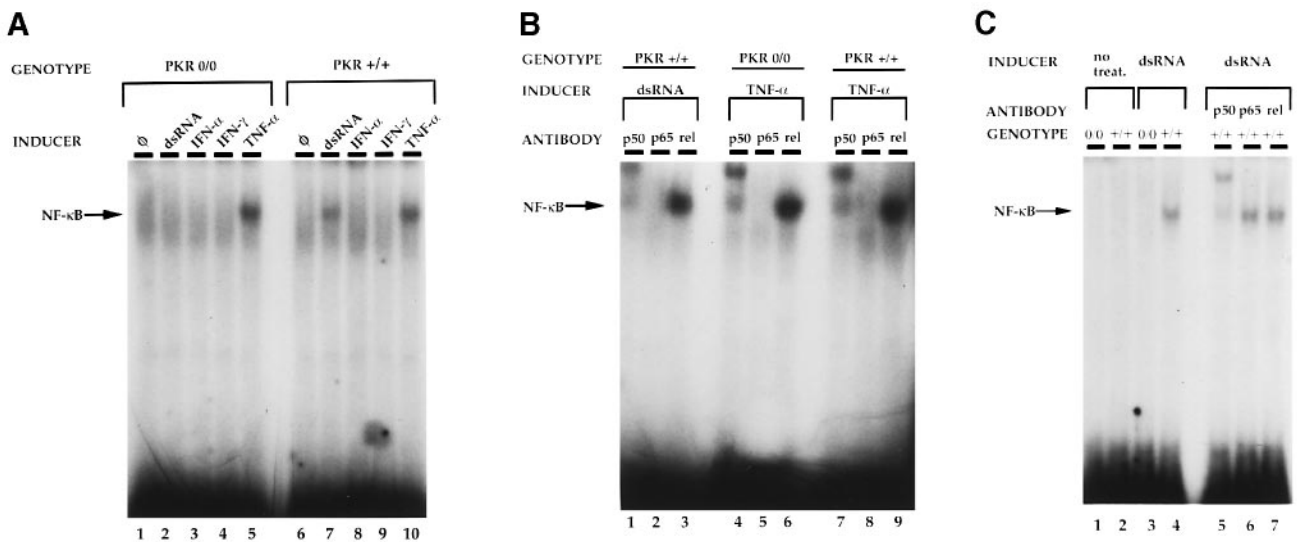 A
GENOTYPE PKR 0/0 PKR +/+
INDUCER ϕ dsRNA IFN-α IFN-γ TNF-α ϕ dsRNA IFN-α IFN-γ TNF-α
NF-κB
1 2 3 4 5 6 7 8 9 10
B
GENOTYPE PKR +/+ PKR 0/0 PKR +/+
INDUCER dsRNA TNF-α TNF-α
ANTIBODY p50 p65 rel p50 p65 rel p50 p65 rel
NF-κB
1 2 3 4 5 6 7 8 9
C
INDUCER no treat. dsRNA dsRNA
ANTIBODY p50 p65 rel
GENOTYPE 0/0 +/+ 0/0 +/+ +/+ +/+ +/+
NF-κB
1 2 3 4 5 6 7